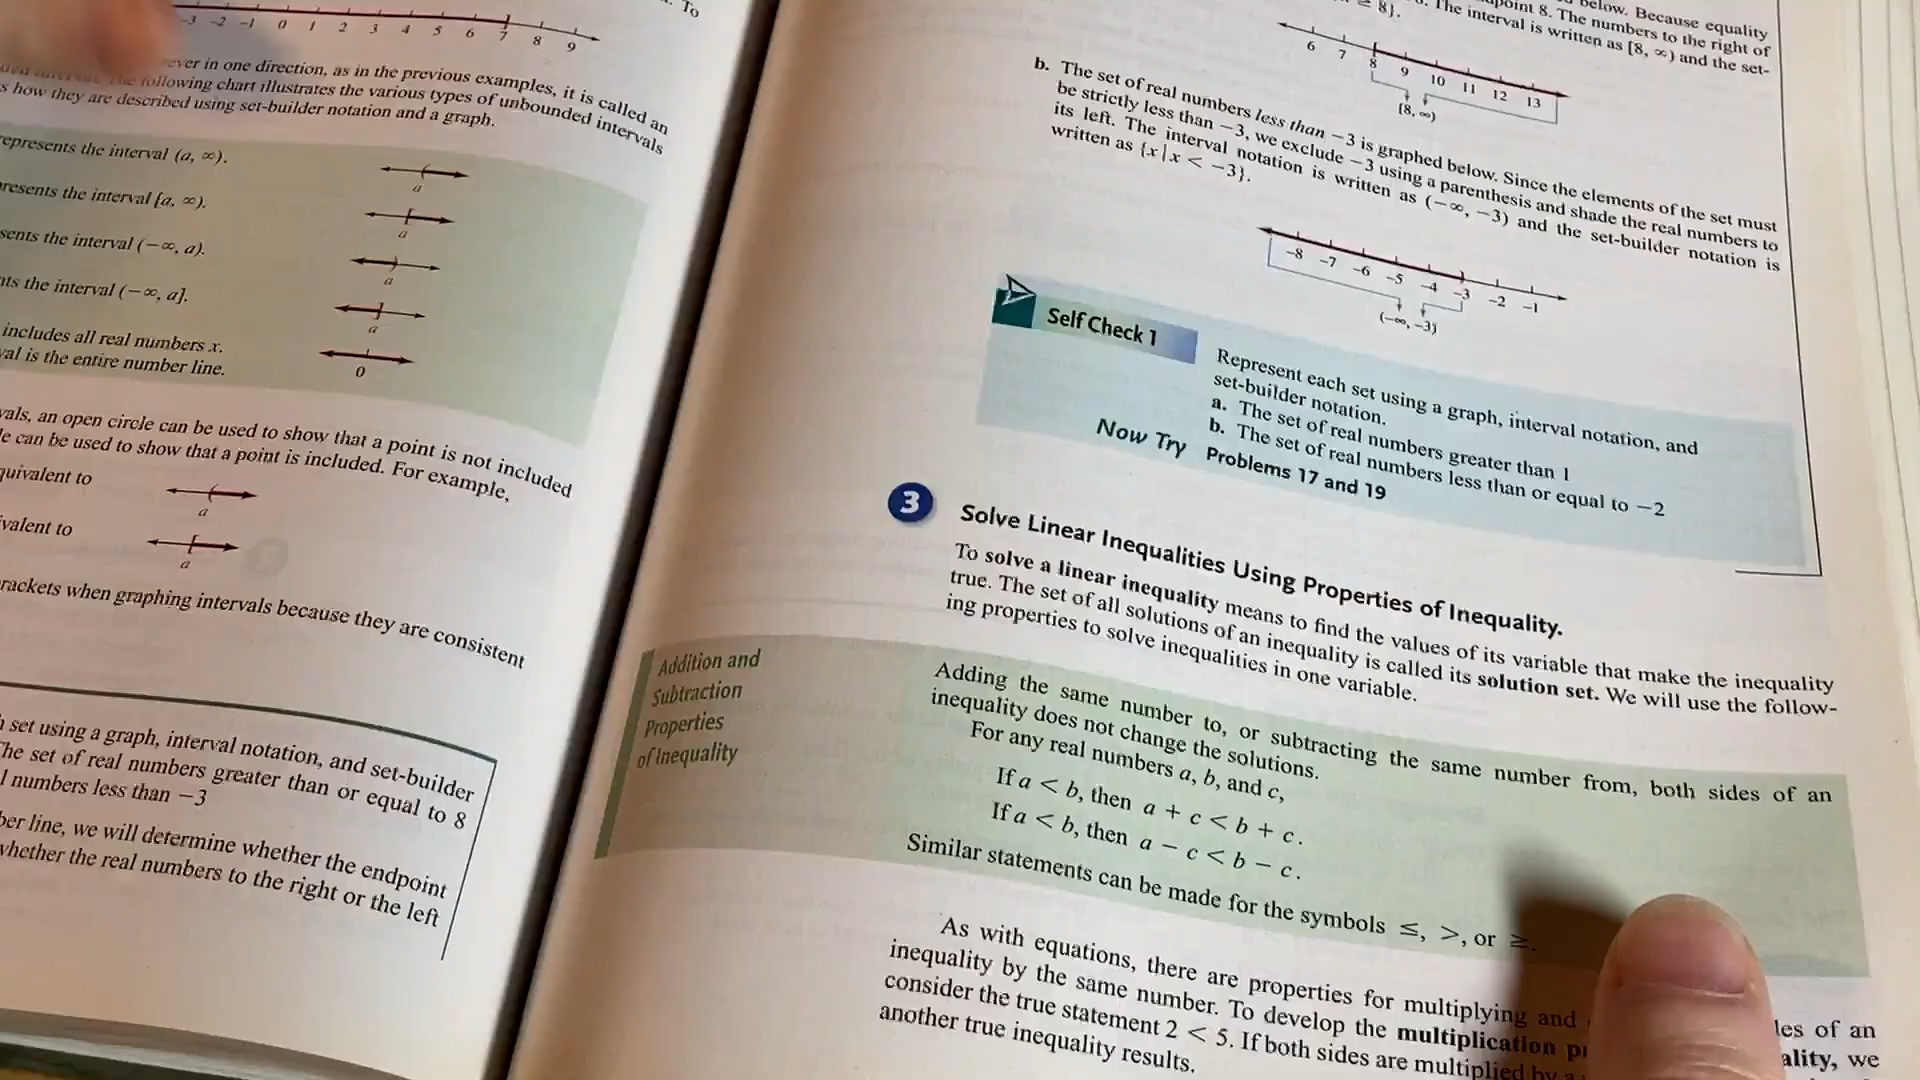 To
-3 -2 -1 0 1 2 3 4 5 6 7 8 9
in one direction, as in the previous examples, it is called an
following chart illustrates the various types of unbounded intervals
how they are described using set-builder notation and a graph.
represents the interval (a, ∞).
a
the interval [a, ∞).
a
the interval (−∞, a).
a
the interval (−∞, a].
a
includes all real numbers x.
is the entire number line.
0
an open circle can be used to show that a point is not included
can be used to show that a point is included. For example,
to
a
to
a
when graphing intervals because they are consistent
set using a graph, interval notation, and set-builder
set of real numbers greater than or equal to 8
numbers less than −3
line, we will determine whether the endpoint
whether the real numbers to the right or the left
below. Because equality
8. The numbers to the right of
The interval is written as [8, ∞) and the set-
≥ 8}.
6 7 8 9 10 11 12 13
[8, ∞)
b. The set of real numbers less than −3 is graphed below. Since the elements of the set must
be strictly less than −3, we exclude −3 using a parenthesis and shade the real numbers to
its left. The interval notation is written as (−∞, −3) and the set-builder notation is
written as {x | x < −3}.
-8 -7 -6 -5 -4 -3 -2 -1
(−∞, −3)
Self Check 1
Represent each set using a graph, interval notation, and
set-builder notation.
a. The set of real numbers greater than 1
b. The set of real numbers less than or equal to −2
Now Try Problems 17 and 19
3 Solve Linear Inequalities Using Properties of Inequality.
To solve a linear inequality means to find the values of its variable that make the inequality
true. The set of all solutions of an inequality is called its solution set. We will use the follow-
ing properties to solve inequalities in one variable.
Addition and
Subtraction
Properties
of Inequality
Adding the same number to, or subtracting the same number from, both sides of an
inequality does not change the solutions.
For any real numbers a, b, and c,
If a < b, then a + c < b + c.
If a < b, then a − c < b − c.
Similar statements can be made for the symbols ≤, >, or ≥.
As with equations, there are properties for multiplying and of an
inequality by the same number. To develop the multiplication we
consider the true statement 2 < 5. If both sides are multiplied by
another true inequality results.